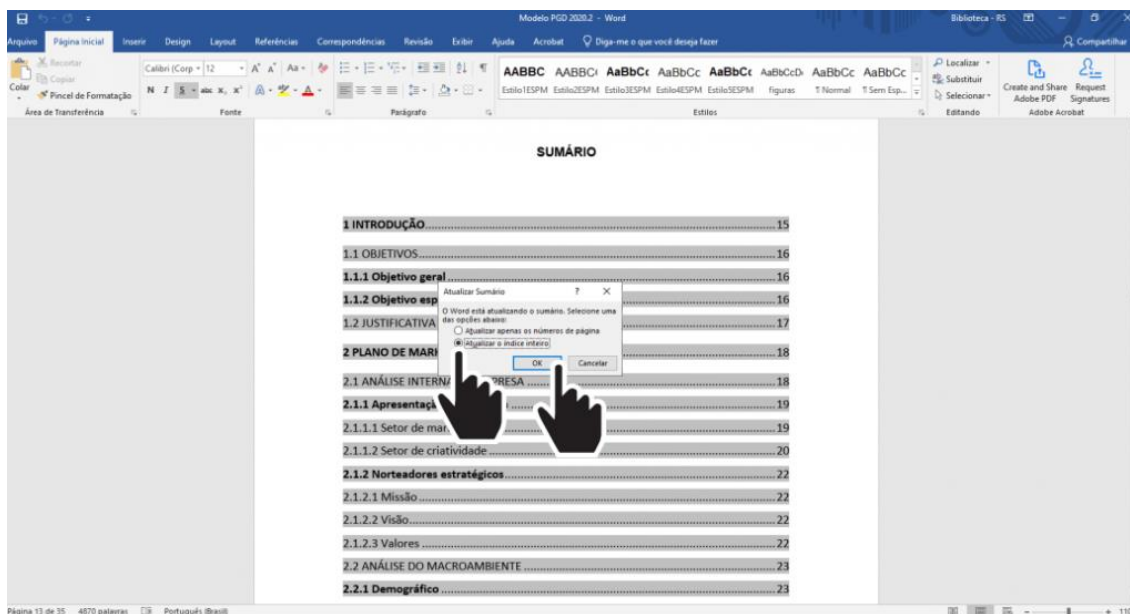 Modelo PGD 2020.2 - Word
Biblioteca - RS
Arquivo Página Inicial Inserir Design Layout Referências Correspondências Revisão Exibir Ajuda Acrobat Diga-me o que você deseja fazer Compartilhar
Colar
Recortar
Copiar
Pincel de Formatação
Área de Transferência
Calibri (Corp 12
N I S abc x, x'
Fonte
Parágrafo
AABBC AABBC AaBbCc AaBbCc AaBbCc AaBbCcD AaBbCc AaBbCc
Estilo1ESPM Estilo2ESPM Estilo3ESPM Estilo4ESPM Estilo5ESPM figuras ¶ Normal ¶ Sem Esp...
Estilos
Localizar
Substituir
Selecionar
Editando
Create and Share Adobe PDF
Request Signatures
Adobe Acrobat
SUMÁRIO
1 INTRODUÇÃO 15
1.1 OBJETIVOS 16
1.1.1 Objetivo geral 16
1.1.2 Objetivo esp 16
1.2 JUSTIFICATIVA 17
2 PLANO DE MAR 18
2.1 ANÁLISE INTERNA PRESA 18
2.1.1 Apresentaçã 19
2.1.1.1 Setor de mar 19
2.1.1.2 Setor de criatividade 20
2.1.2 Norteadores estratégicos 22
2.1.2.1 Missão 22
2.1.2.2 Visão 22
2.1.2.3 Valores 22
2.2 ANÁLISE DO MACROAMBIENTE 23
2.2.1 Demográfico 23
Atualizar Sumário ? X
O Word está atualizando o sumário. Selecione uma
das opções abaixo:
Atualizar apenas os números de página
Atualizar o índice inteiro
OK Cancelar
Página 13 de 35 4870 palavras Português (Brasil)
110